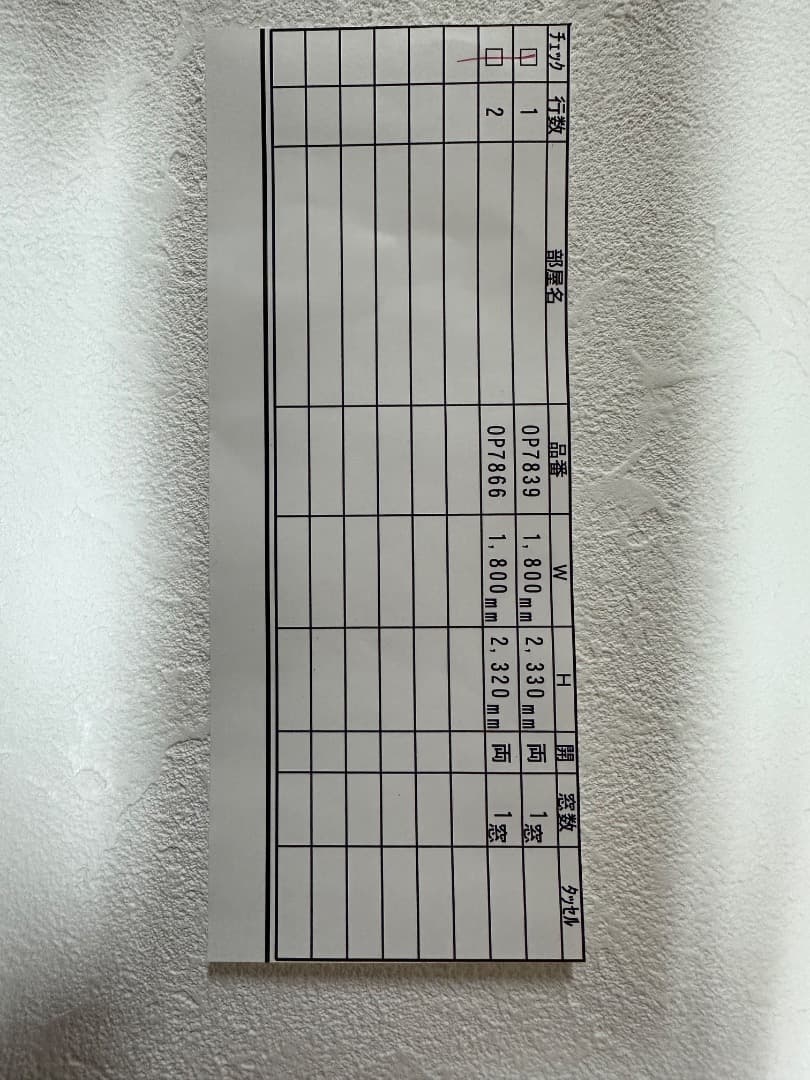 ﾁｪｯｸ 行数 部屋名 品番 W H 開 窓数 ﾀｯｾﾙ
□ 1 OP7839 1,800mm 2,330mm 両 1窓
□ 2 OP7866 1,800mm 2,320mm 両 1窓